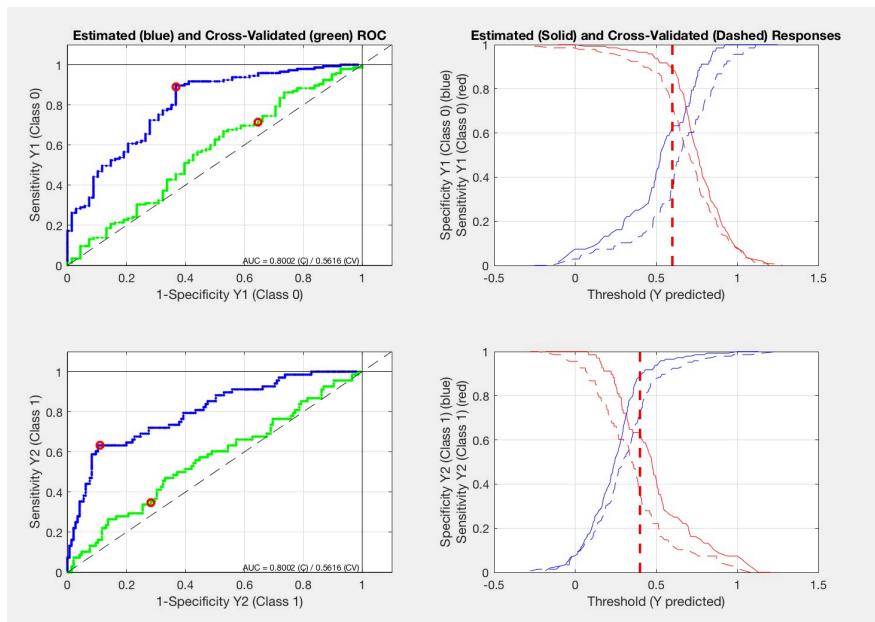 Estimated (blue) and Cross-Validated (green) ROC
Sensitivity Y1 (Class 0)
1
0.8
0.6
0.4
0.2
0
AUC = 0.8002 (C) / 0.5616 (CV)
0 0.2 0.4 0.6 0.8 1
1-Specificity Y1 (Class 0)
Estimated (Solid) and Cross-Validated (Dashed) Responses
Specificity Y1 (Class 0) (blue)
Sensitivity Y1 (Class 0) (red)
1
0.8
0.6
0.4
0.2
0
-0.5 0 0.5 1 1.5
Threshold (Y predicted)
Sensitivity Y2 (Class 1)
1
0.8
0.6
0.4
0.2
0
AUC = 0.8002 (C) / 0.5616 (CV)
0 0.2 0.4 0.6 0.8 1
1-Specificity Y2 (Class 1)
Specificity Y2 (Class 1) (blue)
Sensitivity Y2 (Class 1) (red)
1
0.8
0.6
0.4
0.2
0
-0.5 0 0.5 1 1.5
Threshold (Y predicted)